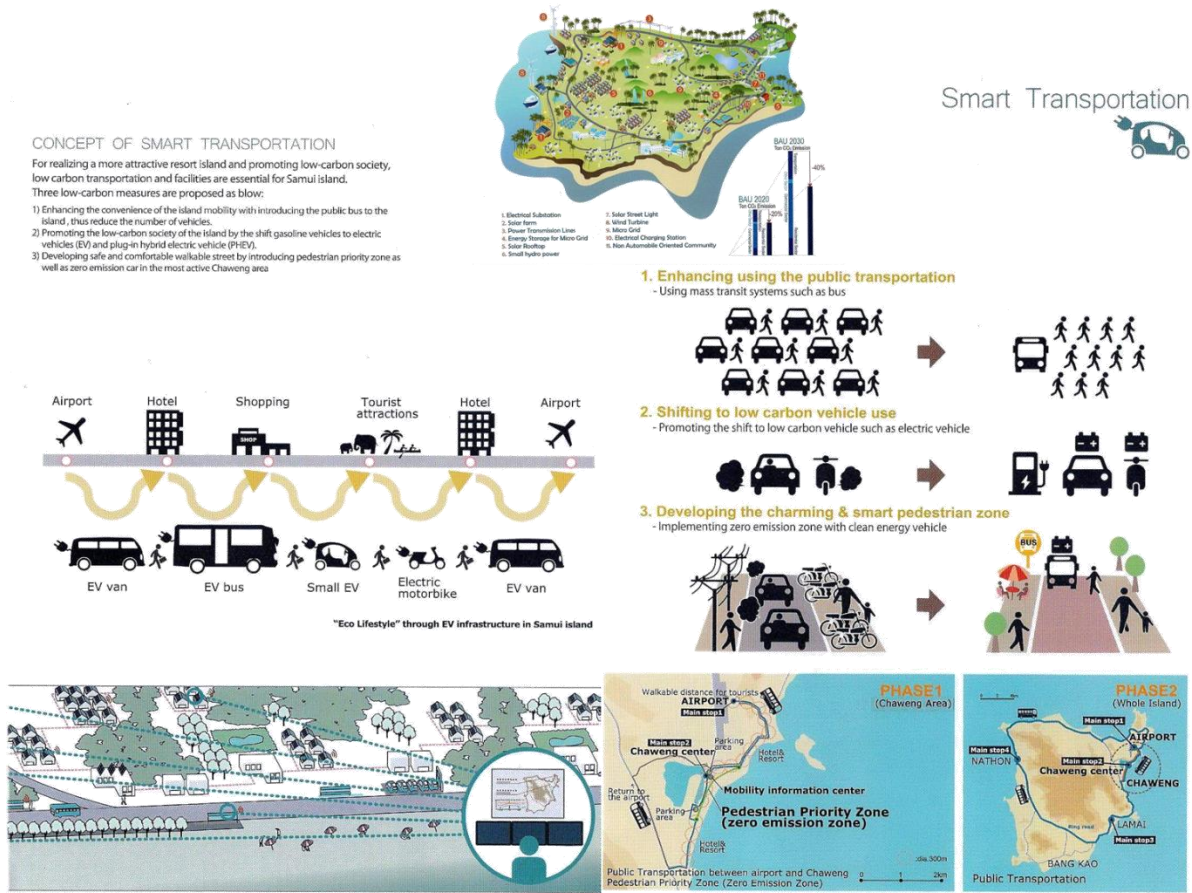 Smart Transportation
CONCEPT OF SMART TRANSPORTATION
For realizing a more attractive resort island and promoting low-carbon society,
low carbon transportation and facilities are essential for Samui island.
Three low-carbon measures are proposed as blow:
1) Enhancing the convenience of the island mobility with introducing the public bus to the
island, thus reduce the number of vehicles.
2) Promoting the low-carbon society of the island by the shift gasoline vehicles to electric
vehicles (EV) and plug-in hybrid electric vehicle (PHEV).
3) Developing safe and comfortable walkable street by introducing pedestrian priority zone as
well as zero emission car in the most active Chaweng area
BAU 2030
Ton CO₂ Emission
-40%
BAU 2020
Ton CO₂ Emission
-20%
1. Electrical Substation
2. Solar farm
3. Power Transmission Lines
4. Energy Storage for Micro Grid
5. Solar Rooftop
6. Small hydro power
7. Solar Street Light
8. Wind Turbine
9. Micro Grid
10. Electrical Charging Station
11. Non Automobile Oriented Community
1. Enhancing using the public transportation
- Using mass transit systems such as bus
2. Shifting to low carbon vehicle use
- Promoting the shift to low carbon vehicle such as electric vehicle
3. Developing the charming & smart pedestrian zone
- Implementing zero emission zone with clean energy vehicle
BUS
Airport
Hotel
Shopping
Tourist
attractions
Hotel
Airport
SHOP
EV van
EV bus
Small EV
Electric
motorbike
EV van
"Eco Lifestyle" through EV infrastructure in Samui island
PHASE1
(Chaweng Area)
Walkable distance for tourists
AIRPORT
Main stop1
Parking
area
Main stop2
Chaweng center
Hotel&
Resort
Mobility information center
Return to
the airport
Parking
area
Pedestrian Priority Zone
(zero emission zone)
Hotel&
Resort
:dia.300m
0 1 2km
Public Transportation between airport and Chaweng
Pedestrian Priority Zone (Zero Emission Zone)
PHASE2
(Whole Island)
Main stop1
AIRPORT
Main stop4
NATHON
Main stop2
Chaweng center
CHAWENG
Ring road
LAMAI
Main stop3
BANG KAO
Public Transportation